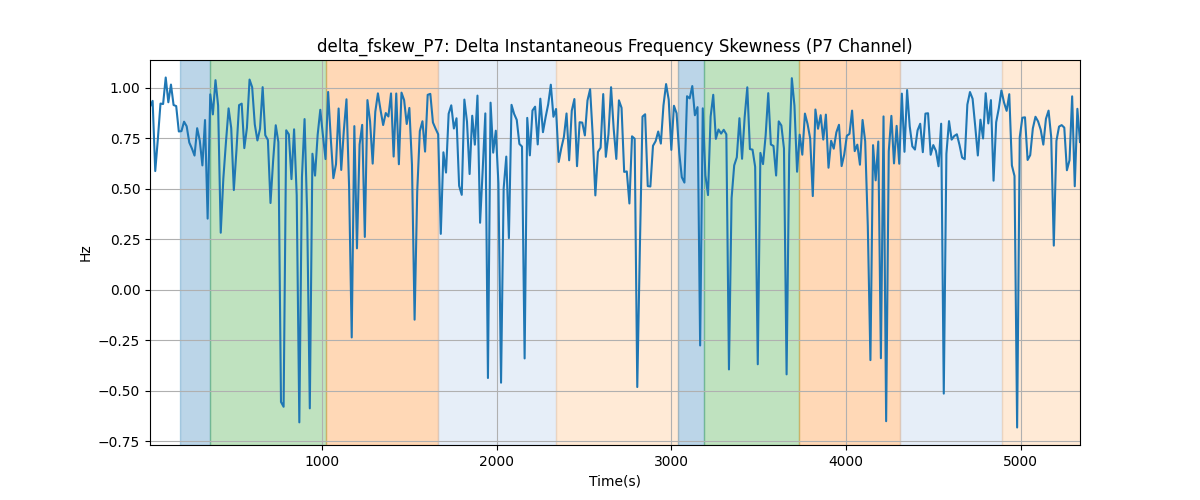 delta_fskew_P7: Delta Instantaneous Frequency Skewness (P7 Channel)
1.00
0.75
0.50
0.25
0.00
−0.25
−0.50
−0.75
Hz
1000 2000 3000 4000 5000
Time(s)